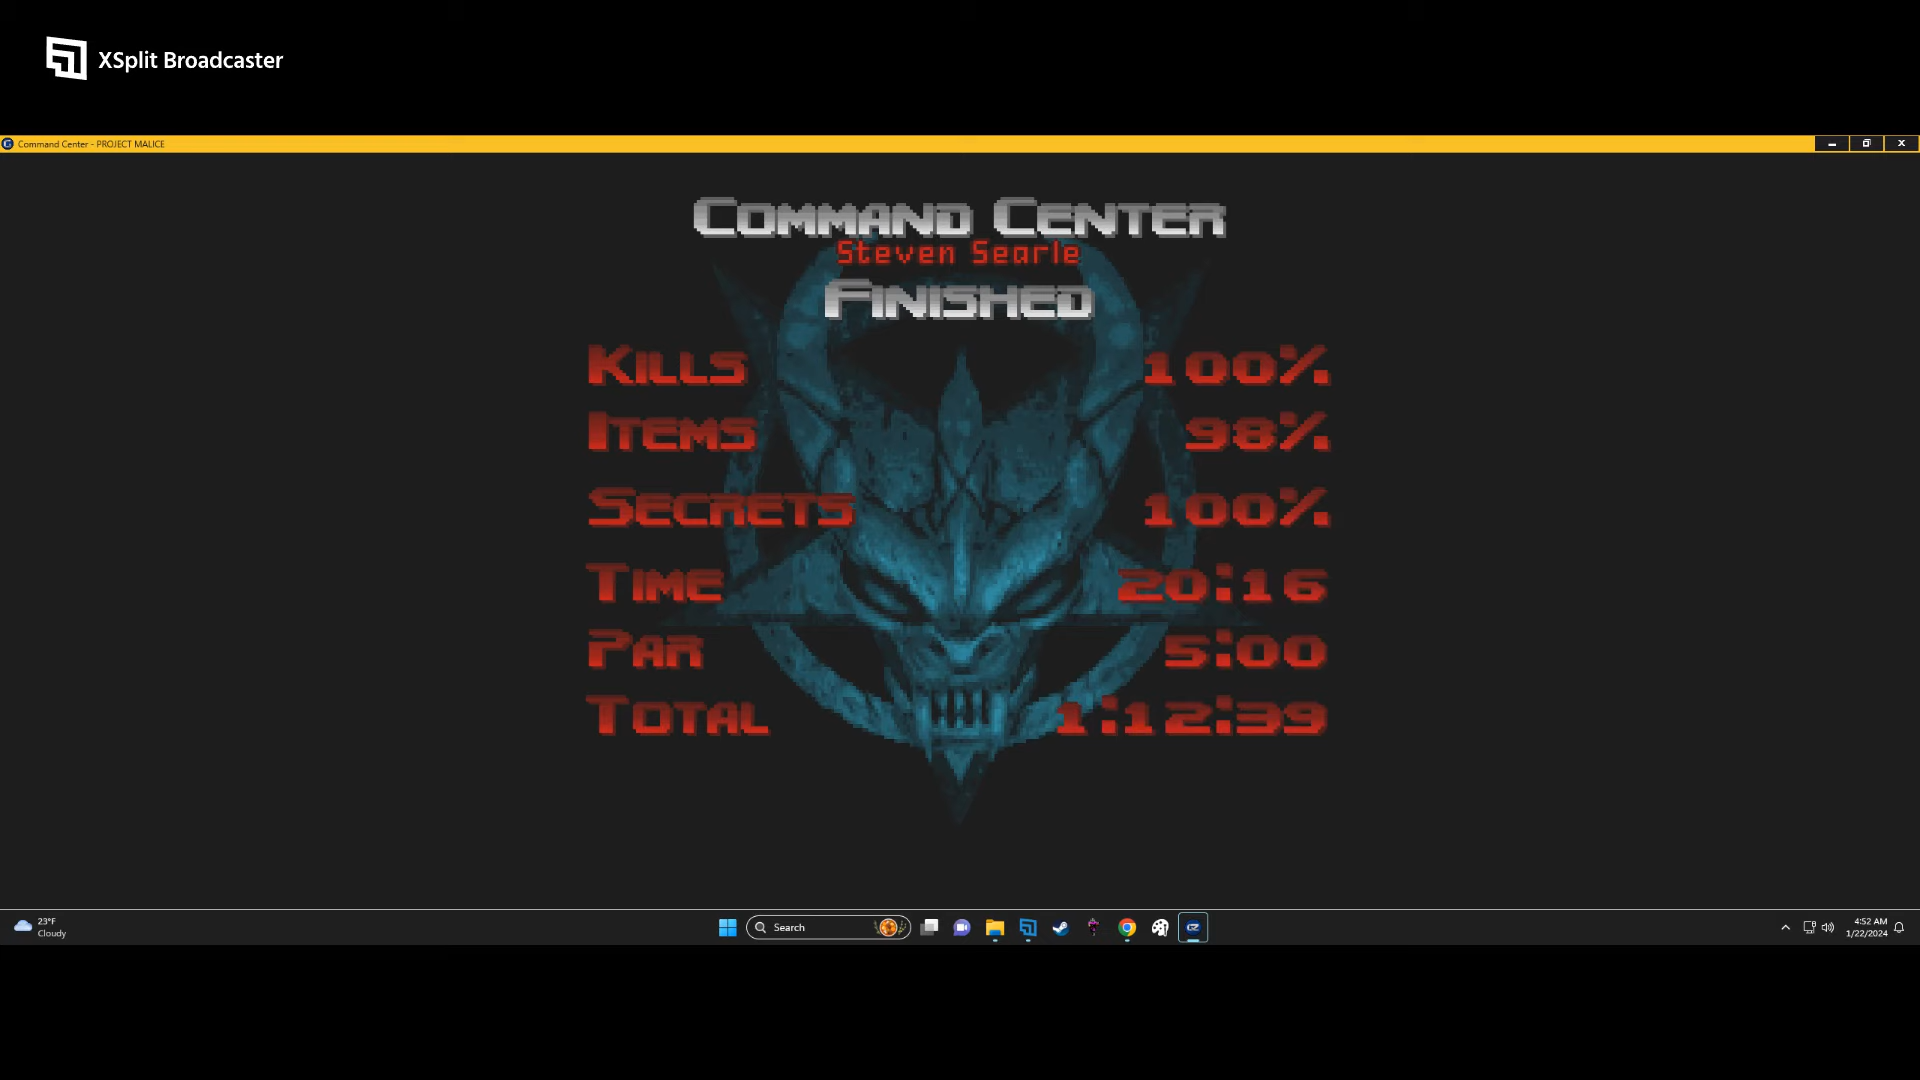 XSplit Broadcaster
Command Center - PROJECT MALICE
COMMAND CENTER
Steven Searle
FINISHED
KILLS 100%
ITEMS 98%
SECRETS 100%
TIME 20:16
PAR 5:00
TOTAL 1:12:39
23°F
Cloudy
Search
4:52 AM
1/22/2024